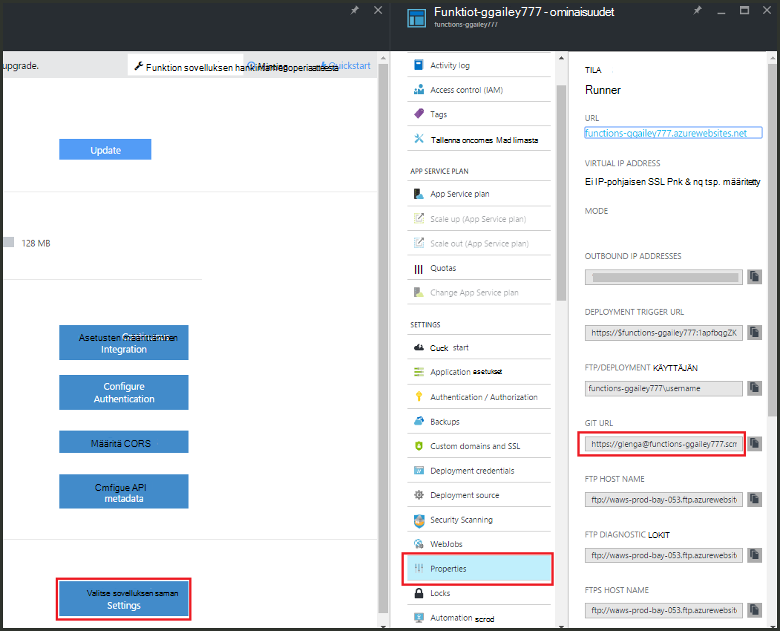 Funktiot-ggailey777 - ominaisuudet
functions-ggailey777
upgrade.
Funktion sovelluksen
Quickstart
Update
128 MB
Asetusten
Integration
Configure
Authentication
Määritä CORS
Cmfigue API
metadata
Valitse sovelluksen saman
Settings
Activity log
Access control (IAM)
Tags
Tallenna oncomes Mad limasta
APP SERVICE PLAN
App Service plan
Scale up (App Service plan)
Scale out (App Service plan)
Quotas
Change App Service plan
SETTINGS
Cuck start
Application asetukset
Authentication / Authorization
Backups
Custom domains and SSL
Deployment credentials
Deployment source
Security Scanning
WebJobs
Properties
Locks
Automation scrod
TILA
Runner
URL
functions-ggailey777.azurewebsites.net
VIRTUAL IP ADDRESS
Ei IP-pohjaisen SSL Pnk & nq tsp. määritetty
MODE
OUTBOUND IP ADDRESSES
DEPLOYMENT TRIGGER URL
https://$functions-ggailey777:1apfbqgZK
FTP/DEPLOYMENT KÄYTTÄJÄN
functions-ggailey777\username
GIT URL
https://glenga@functions-ggailey777.scm
FTP HOST NAME
ftp://waws-prod-bay-053.ftp.azurewebsite
FTP DIAGNOSTIC LOKIT
ftp://waws-prod-bay-053.ftp.azurewebsite
FTPS HOST NAME
ftp://waws-prod-bay-053.ftp.azurewebsite